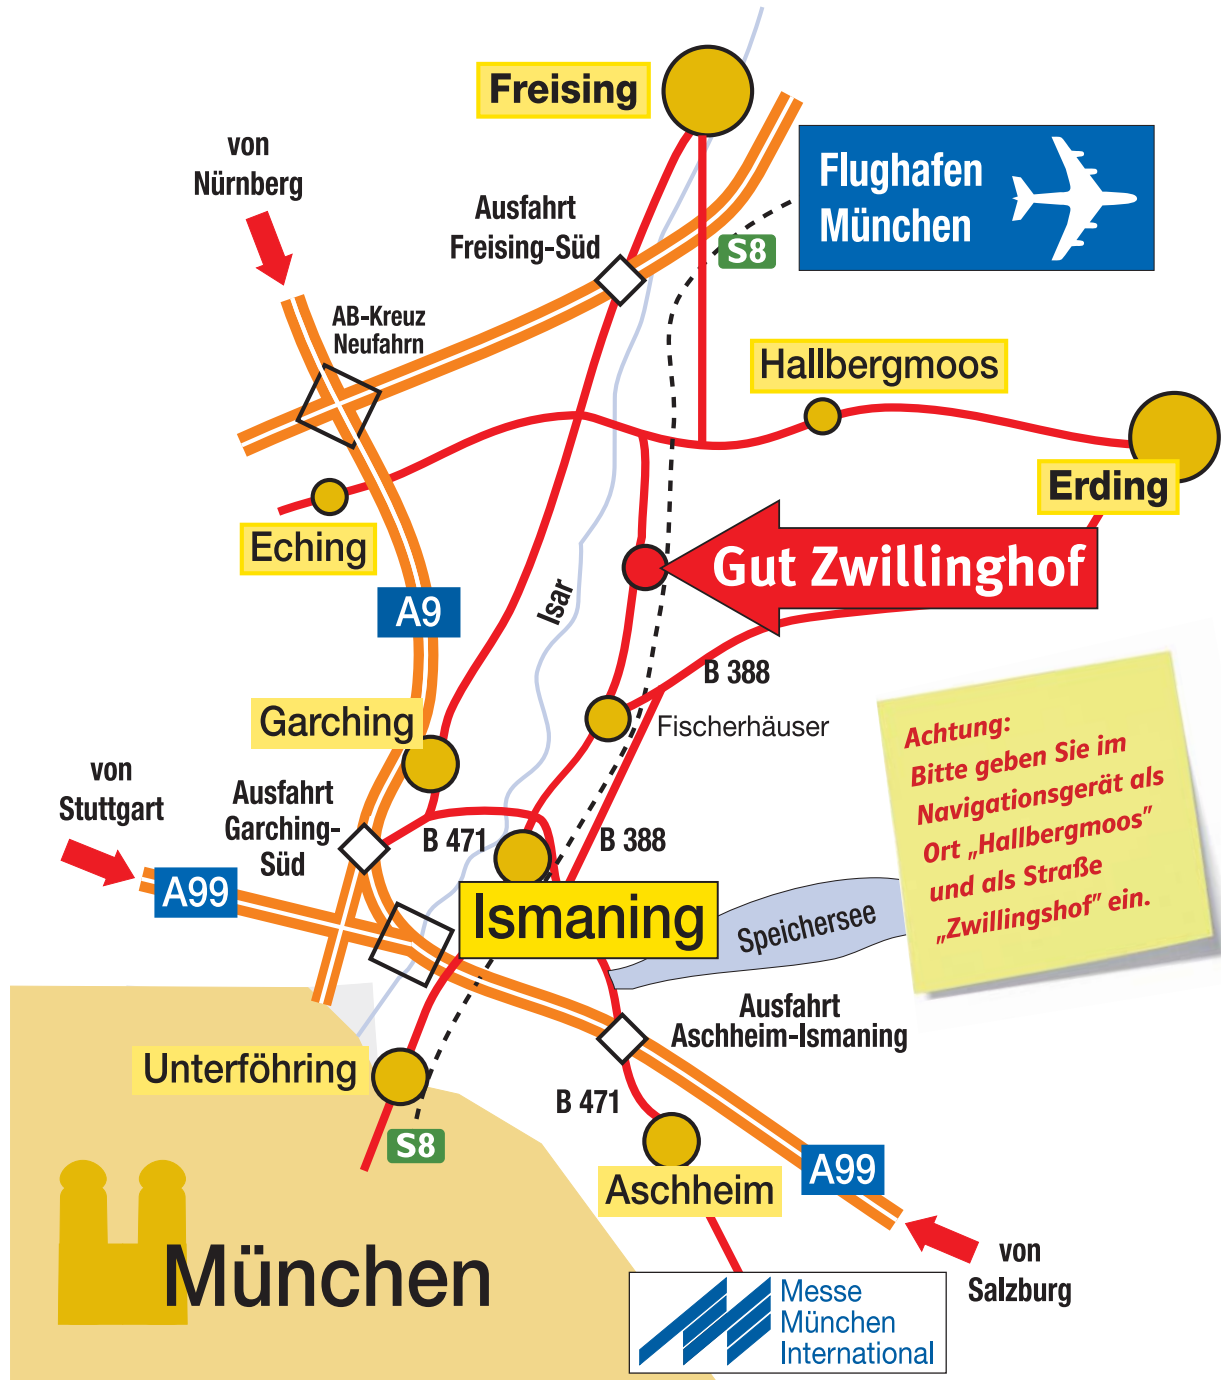 Freising
von
Nürnberg
Flughafen
München
Ausfahrt
Freising-Süd
S8
AB-Kreuz
Neufahrn
Hallbergmoos
Erding
Eching
Gut Zwillinghof
Isar
A9
B 388
Garching
Fischerhäuser
Achtung:
Bitte geben Sie im
Navigationsgerät als
Ort „Hallbergmoos”
und als Straße
„Zwillingshof” ein.
von
Stuttgart
Ausfahrt
Garching-
Süd
B 471
B 388
A99
Ismaning
Speichersee
Ausfahrt
Aschheim-Ismaning
Unterföhring
B 471
S8
A99
Aschheim
von
Salzburg
München
Messe
München
International